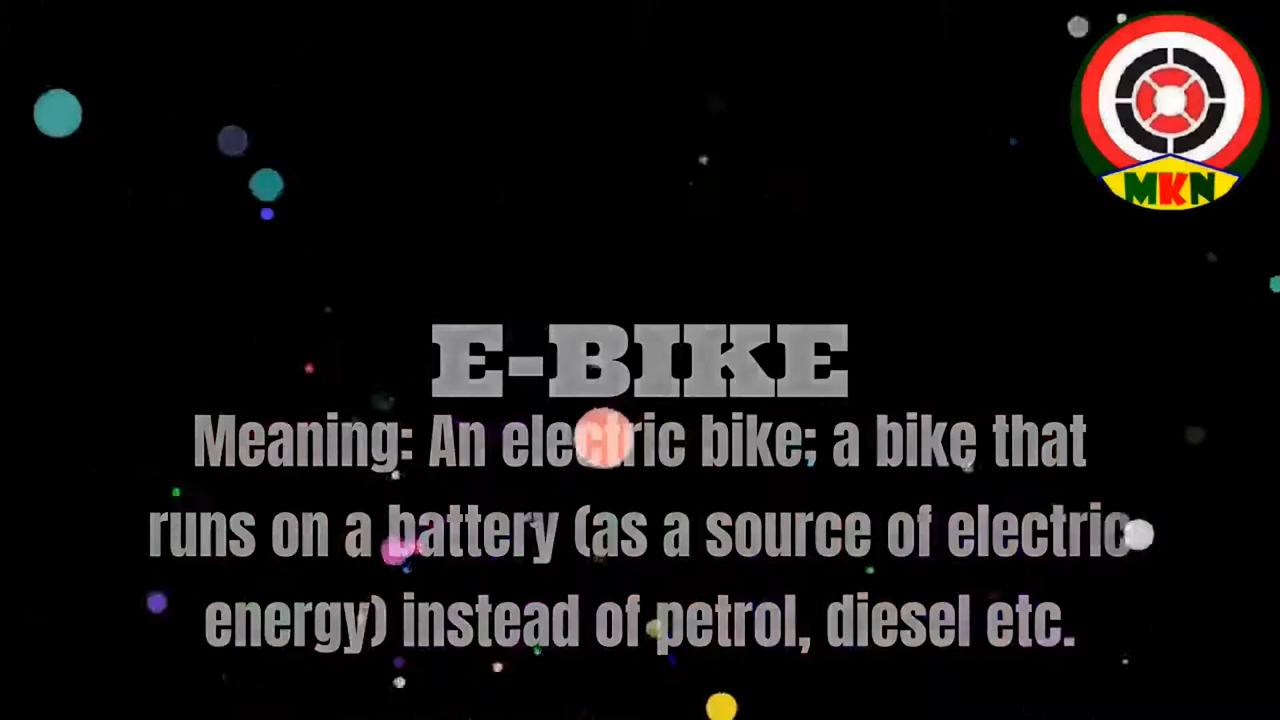 MKN
E-BIKE
Meaning: An electric bike; a bike that
runs on a battery (as a source of electric
energy) instead of petrol, diesel etc.